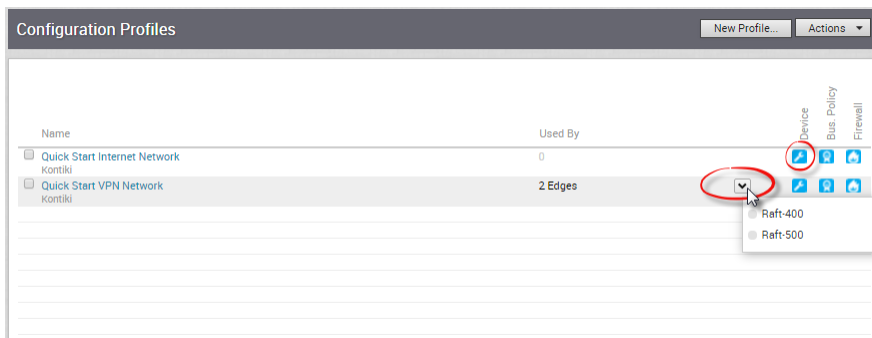 Configuration Profiles
New Profile...
Actions
Name
Used By
Device
Bus. Policy
Firewall
Quick Start Internet Network
0
Kontiki
Quick Start VPN Network
2 Edges
Kontiki
Raft-400
Raft-500